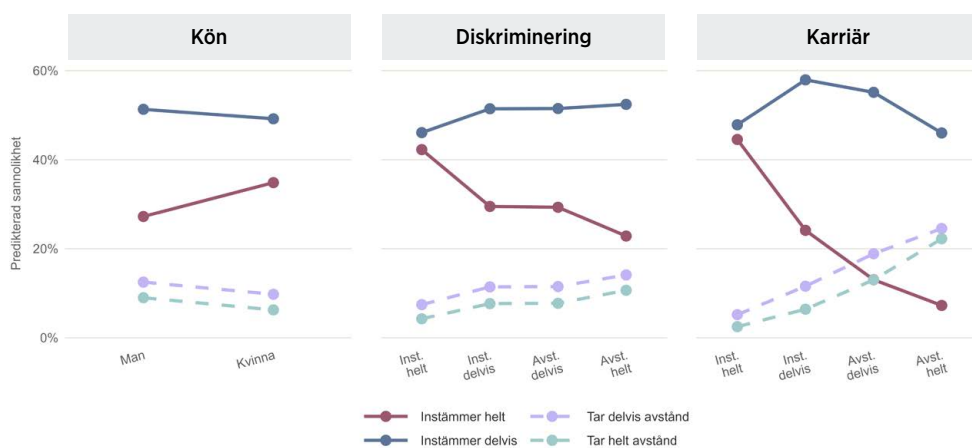 Kön
Diskriminering
Karriär
Predikterad sannolikhet
60%
40%
20%
0%
Man
Kvinna
Inst.
helt
Inst.
delvis
Avst.
delvis
Avst.
helt
Inst.
helt
Inst.
delvis
Avst.
delvis
Avst.
helt
Instämmer helt
Tar delvis avstånd
Instämmer delvis
Tar helt avstånd